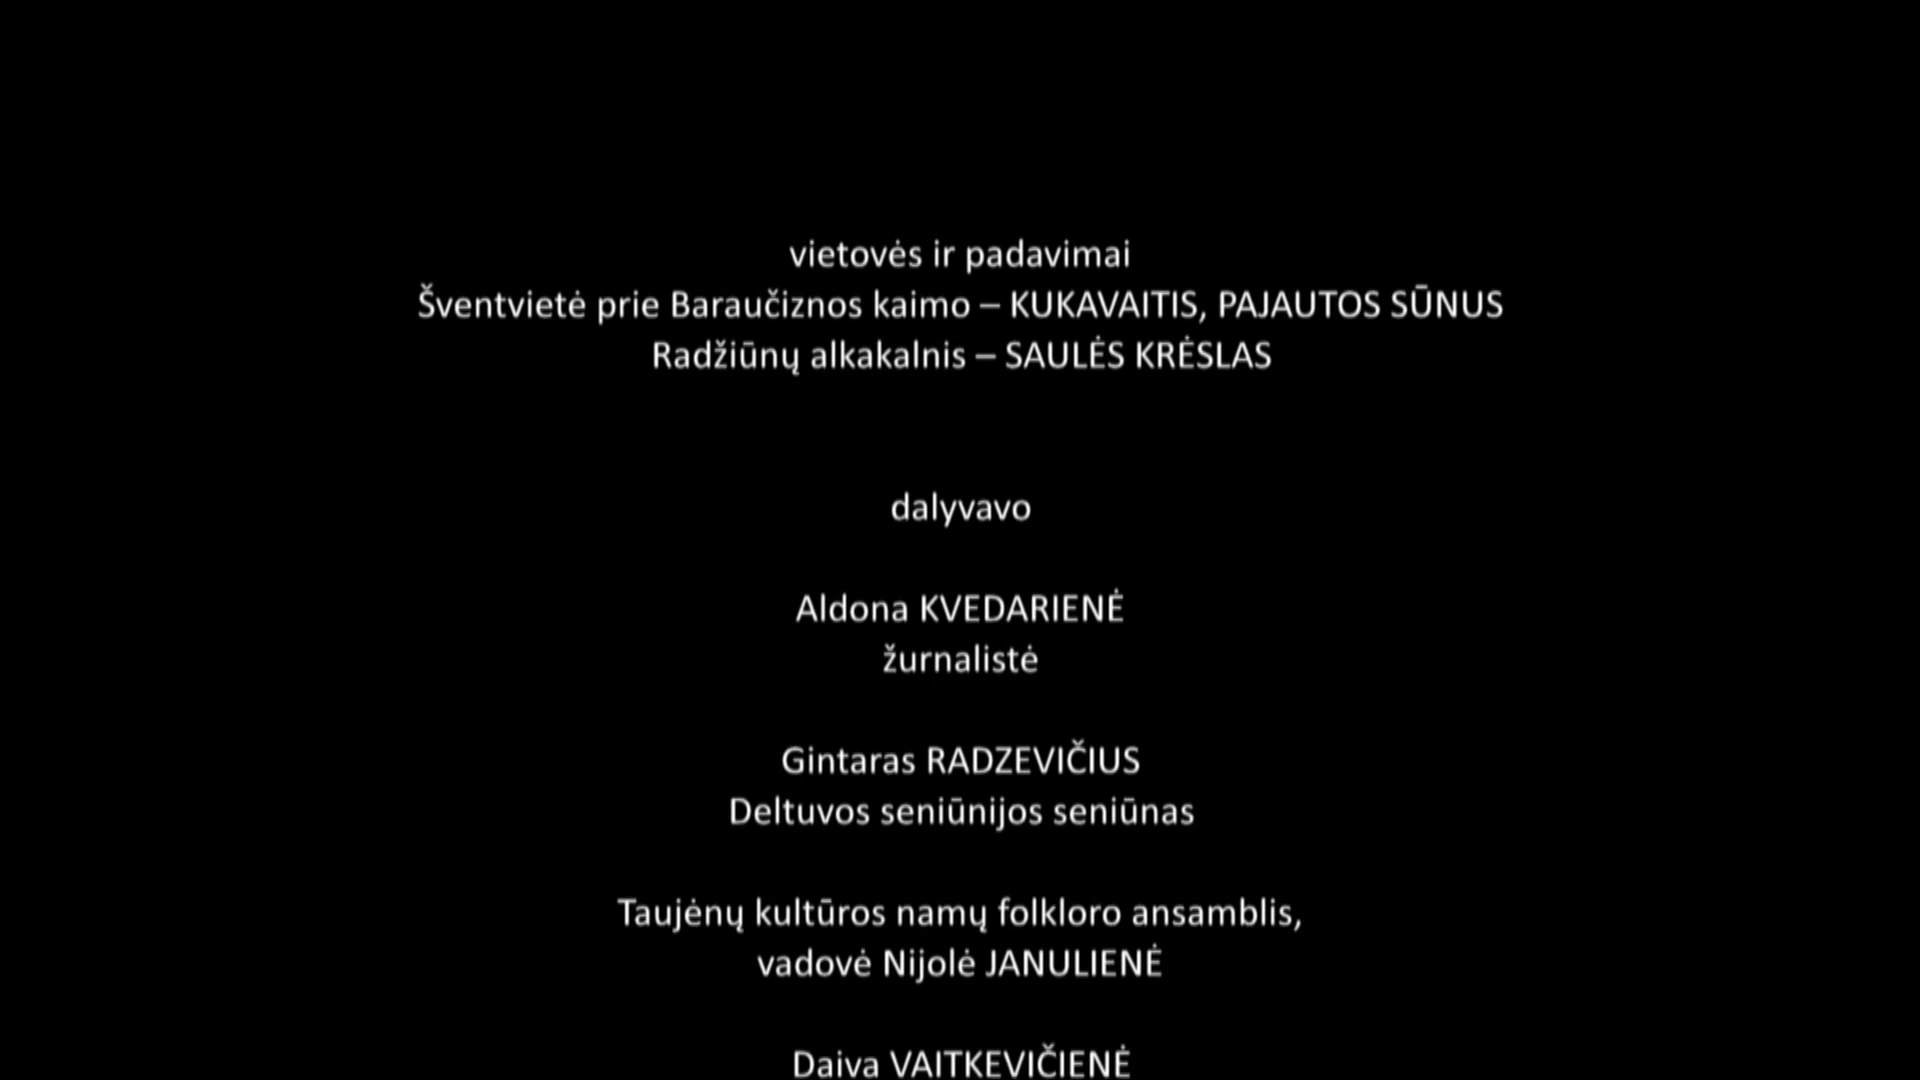 vietovės ir padavimai
Šventvietė prie Baraučiznos kaimo – KUKAVAITIS, PAJAUTOS SŪNUS
Radžiūnų alkakalnis – SAULĖS KRĖSLAS
dalyvavo
Aldona KVEDARIENĖ
žurnalistė
Gintaras RADZEVIČIUS
Deltuvos seniūnijos seniūnas
Taujėnų kultūros namų folkloro ansamblis,
vadovė Nijolė JANULIENĖ
Daiva VAITKEVIČIENĖ